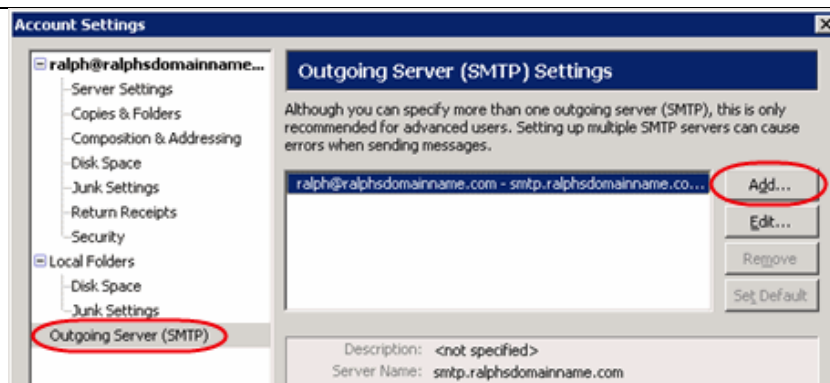 Account Settings
ralph@ralphsdomainname...
Server Settings
Copies & Folders
Composition & Addressing
Disk Space
Junk Settings
Return Receipts
Security
Local Folders
Disk Space
Junk Settings
Outgoing Server (SMTP)
Outgoing Server (SMTP) Settings
Although you can specify more than one outgoing server (SMTP), this is only
recommended for advanced users. Setting up multiple SMTP servers can cause
errors when sending messages.
ralph@ralphsdomainname.com - smtp.ralphsdomainname.co...
Add...
Edit...
Remove
Set Default
Description: <not specified>
Server Name: smtp.ralphsdomainname.com